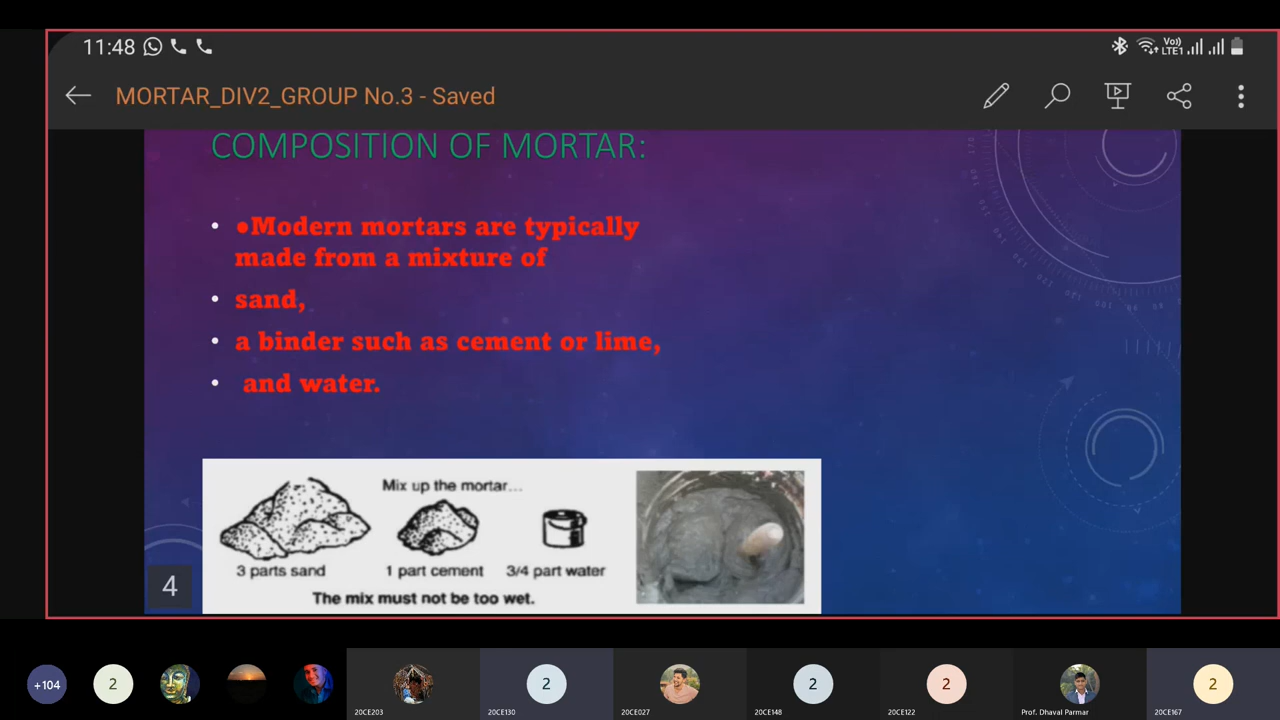 11:48
Vo))
LTE1
MORTAR_DIV2_GROUP No.3 - Saved
COMPOSITION OF MORTAR:
• ●Modern mortars are typically
made from a mixture of
• sand,
• a binder such as cement or lime,
• and water.
Mix up the mortar...
3 parts sand
1 part cement
3/4 part water
The mix must not be too wet.
4
+104
2
2
2
2
2
20CE203
20CE130
20CE027
20CE148
20CE122
Prof. Dhaval Parmar
20CE167